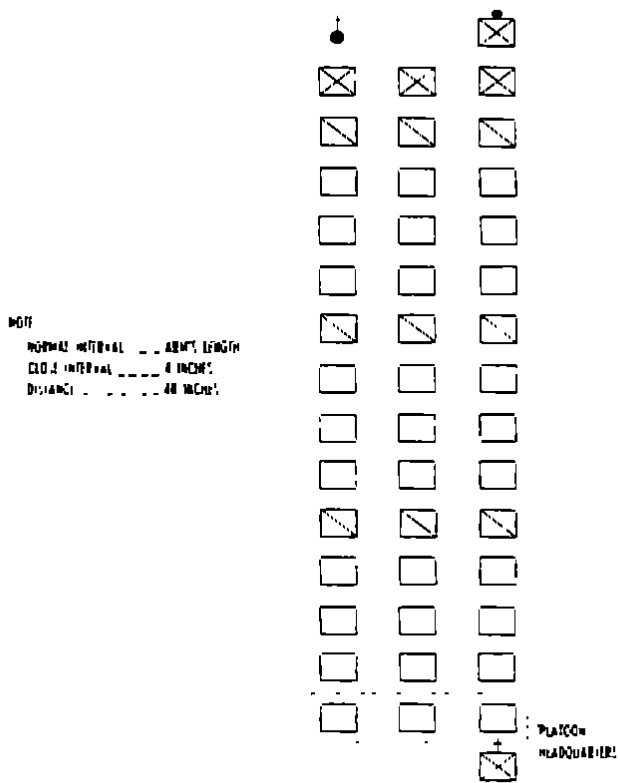 NOTE
NORMAL INTERVAL _ _ _ ARM'S LENGTH
CLOSE INTERVAL _ _ _ _ _ 4 INCHES
DISTANCE _ _ _ _ _ _ _ 40 INCHES
PLATOON
HEADQUARTERS